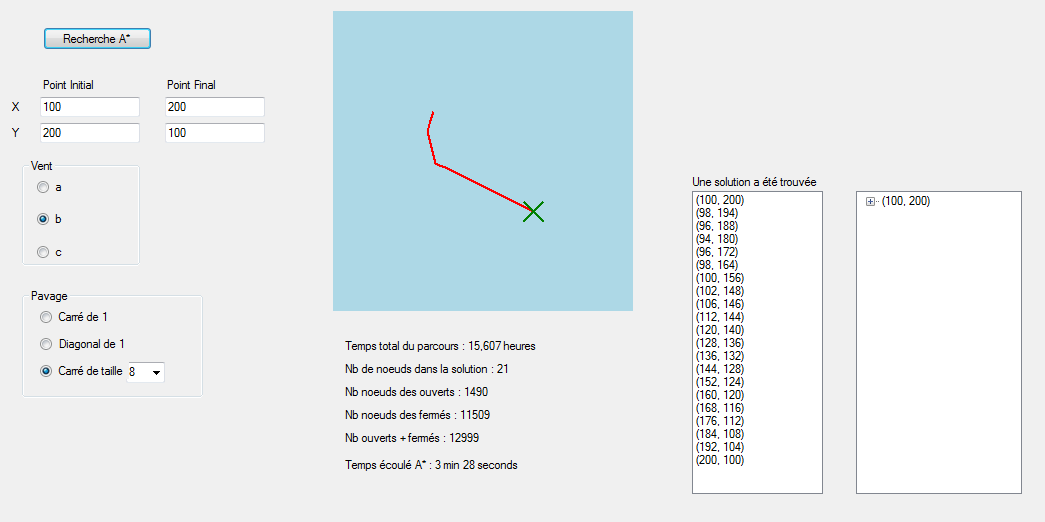 Recherche A*
Point Initial Point Final
X 100 200
Y 200 100
Vent
a
b
c
Pavage
Carré de 1
Diagonal de 1
Carré de taille 8
Temps total du parcours : 15,607 heures
Nb de noeuds dans la solution : 21
Nb noeuds des ouverts : 1490
Nb noeuds des fermés : 11509
Nb ouverts + fermés : 12999
Temps écoulé A* : 3 min 28 seconds
Une solution a été trouvée
(100, 200)
(98, 194)
(96, 188)
(94, 180)
(96, 172)
(98, 164)
(100, 156)
(102, 148)
(106, 146)
(112, 144)
(120, 140)
(128, 136)
(136, 132)
(144, 128)
(152, 124)
(160, 120)
(168, 116)
(176, 112)
(184, 108)
(192, 104)
(200, 100)
(100, 200)